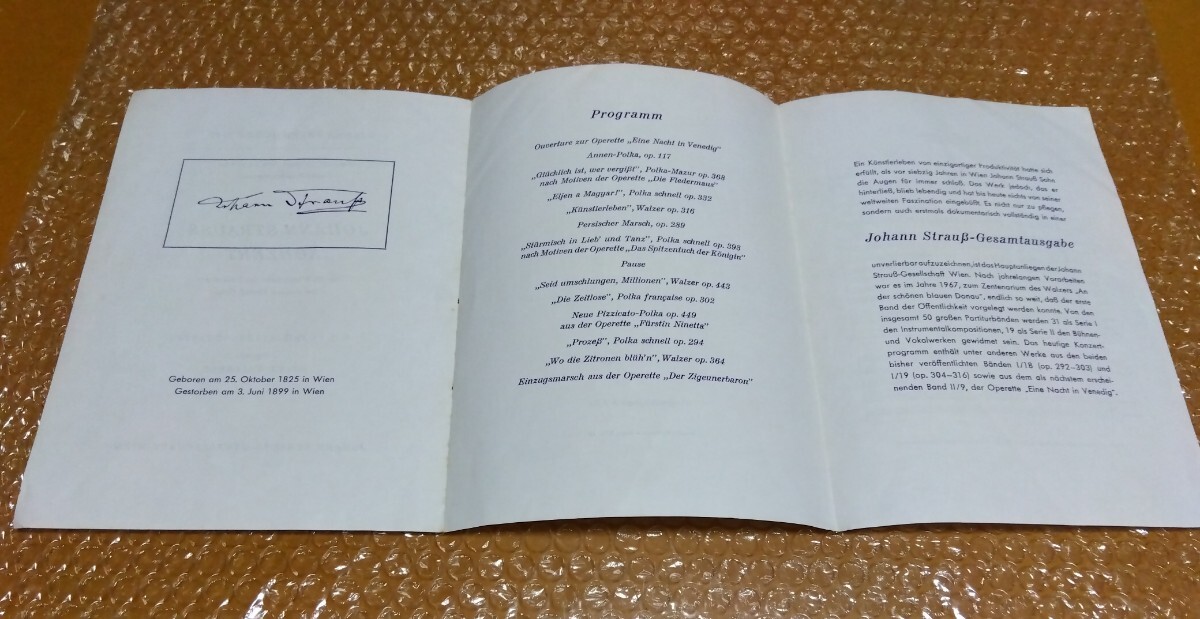 Johann Strauß
Geboren am 25. Oktober 1825 in Wien
Gestorben am 3. Juni 1899 in Wien
Programm
Ouverture zur Operette „Eine Nacht in Venedig"
Annen-Polka, op. 117
„Glücklich ist, wer vergißt", Polka-Mazur op. 368
nach Motiven der Operette „Die Fledermaus"
„Eljen a Magyar!", Polka schnell op. 332
„Künstlerleben", Walzer op. 316
Persischer Marsch, op. 289
„Stürmisch in Lieb' und Tanz", Polka schnell op. 393
nach Motiven der Operette „Das Spitzentuch der Königin"
Pause
„Seid umschlungen, Millionen", Walzer op. 443
„Die Zeitlose", Polka française op. 302
Neue Pizzicato-Polka op. 449
aus der Operette „Fürstin Ninetta"
„Prozeß", Polka schnell op. 294
„Wo die Zitronen blüh'n", Walzer op. 364
Einzugsmarsch aus der Operette „Der Zigeunerbaron"
Ein Künstlerleben von einzigartiger Produktivität hatte sich
erfüllt, als vor siebzig Jahren in Wien Johann Strauß Sohn
die Augen für immer schloß. Das Werk jedoch, das er
hinterließ, blieb lebendig und hat bis heute nichts von seiner
weltweiten Faszination eingebüßt. Es nicht nur zu pflegen,
sondern auch erstmals dokumentarisch vollständig in einer
Johann Strauß-Gesamtausgabe
unverlierbar aufzuzeichnen, ist das Hauptanliegen der Johann
Strauß-Gesellschaft Wien. Nach jahrelangen Vorarbeiten
war es im Jahre 1967, zum Zentenarium des Walzers „An
der schönen blauen Donau", endlich so weit, daß der erste
Band der Öffentlichkeit vorgelegt werden konnte. Von den
insgesamt 50 großen Partiturbänden werden 31 als Serie I
den Instrumentalkompositionen, 19 als Serie II den Bühnen-
und Vokalwerken gewidmet sein. Das heutige Konzert-
programm enthält unter anderen Werke aus den beiden
bisher veröffentlichten Bänden I/18 (op. 292–303) und
I/19 (op. 304–316) sowie aus dem als nächstem erschei-
nenden Band II/9, der Operette „Eine Nacht in Venedig".